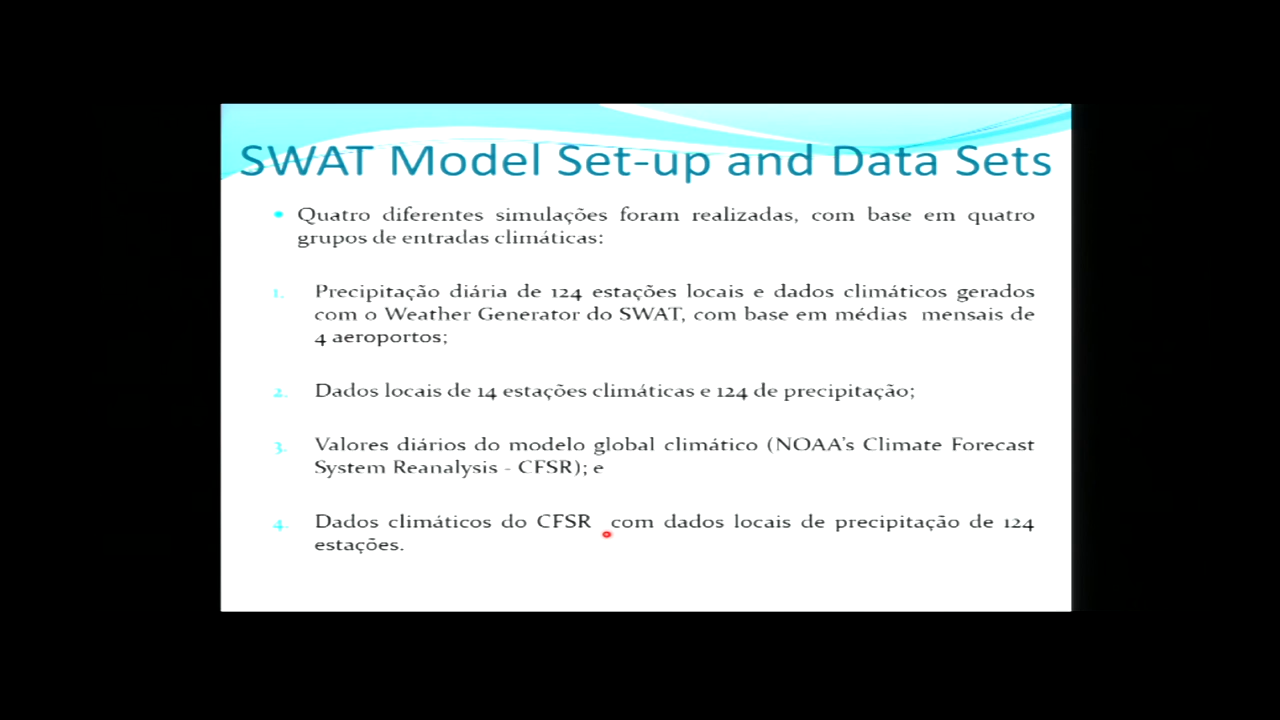 SWAT Model Set-up and Data Sets
• Quatro diferentes simulações foram realizadas, com base em quatro
grupos de entradas climáticas:
1. Precipitação diária de 124 estações locais e dados climáticos gerados
com o Weather Generator do SWAT, com base em médias mensais de
4 aeroportos;
2. Dados locais de 14 estações climáticas e 124 de precipitação;
3. Valores diários do modelo global climático (NOAA's Climate Forecast
System Reanalysis - CFSR); e
4. Dados climáticos do CFSR com dados locais de precipitação de 124
estações.